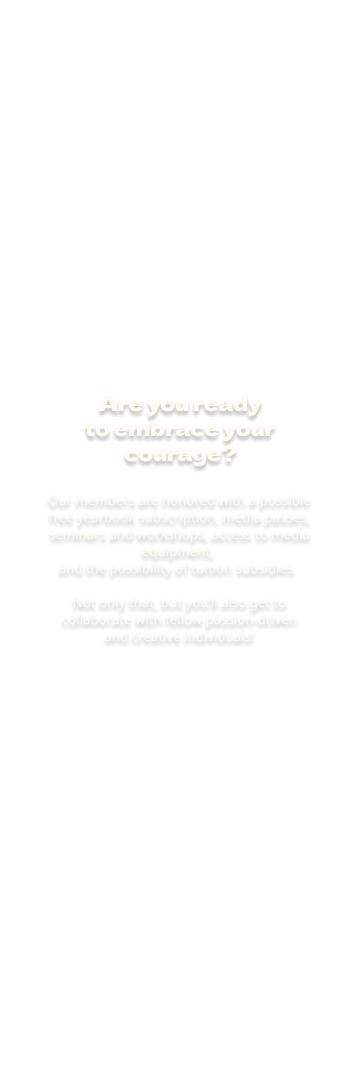 Are you ready
to embrace your
courage?
Our members are honored with a possible
free yearbook subscription, media passes,
seminars and workshops, access to media
equipment,
and the possibility of tuition subsidies.
Not only that, but you'll also get to
collaborate with fellow passion-driven
and creative individuals!